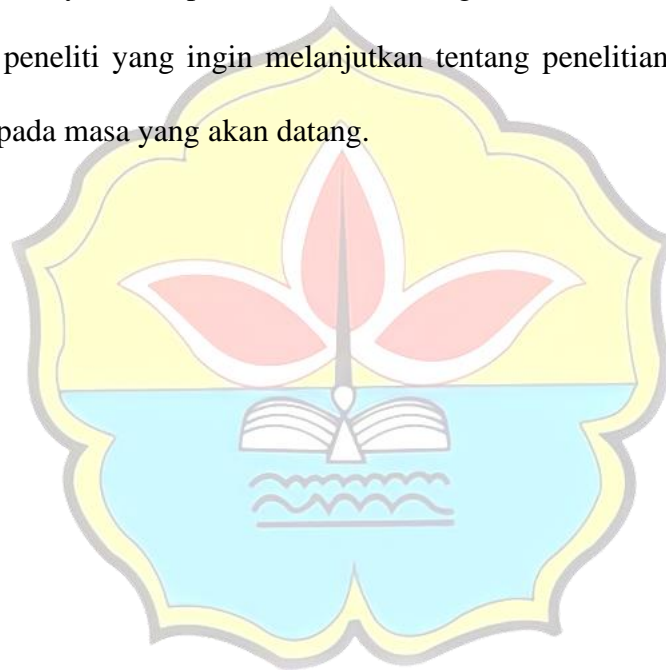 peneliti yang ingin melanjutkan tentang penelitian
pada masa yang akan datang.